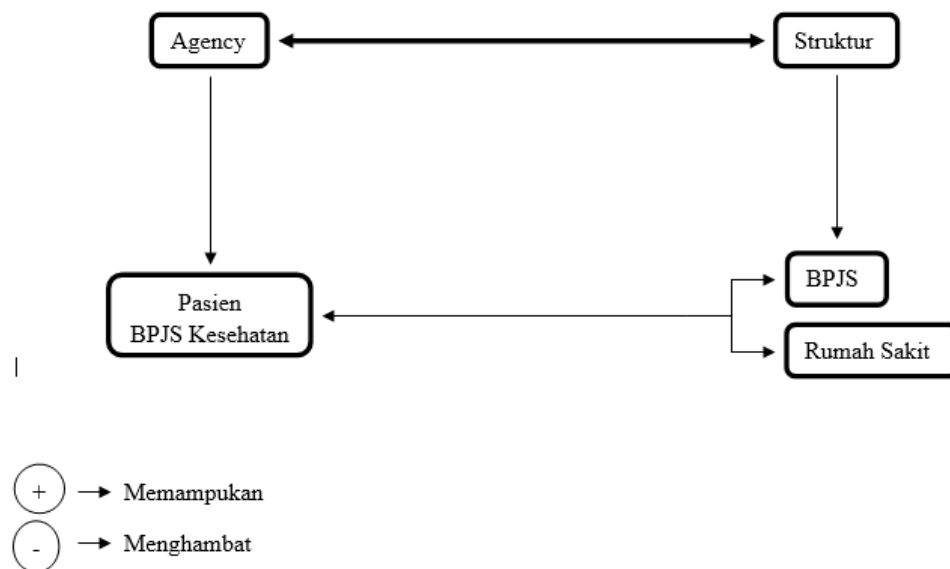 Agency
Struktur
Pasien
BPJS Kesehatan
BPJS
Rumah Sakit
+
Memampukan
-
Menghambat